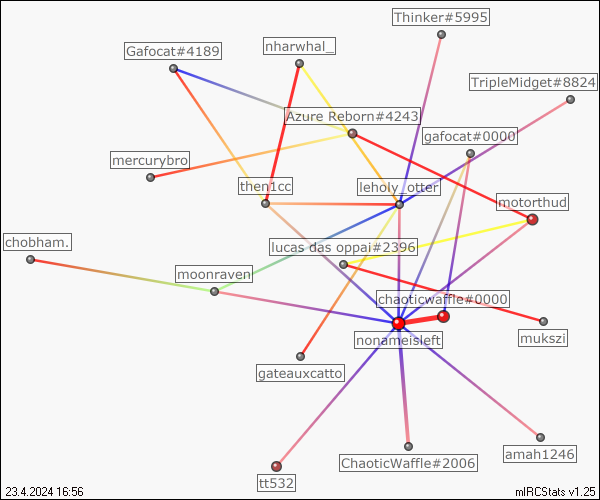 Thinker#5995
Gafocat#4189
nharwhal_
TripleMidget#8824
Azure Reborn#4243
gafocat#0000
mercurybro
then1cc
leholy_otter
motorthud
chobham.
lucas das oppai#2396
moonraven
chaoticwaffle#0000
nonameisleft
mukszi
gateauxcatto
amah1246
ChaoticWaffle#2006
tt532
23.4.2024 16:56
mIRCStats v1.25